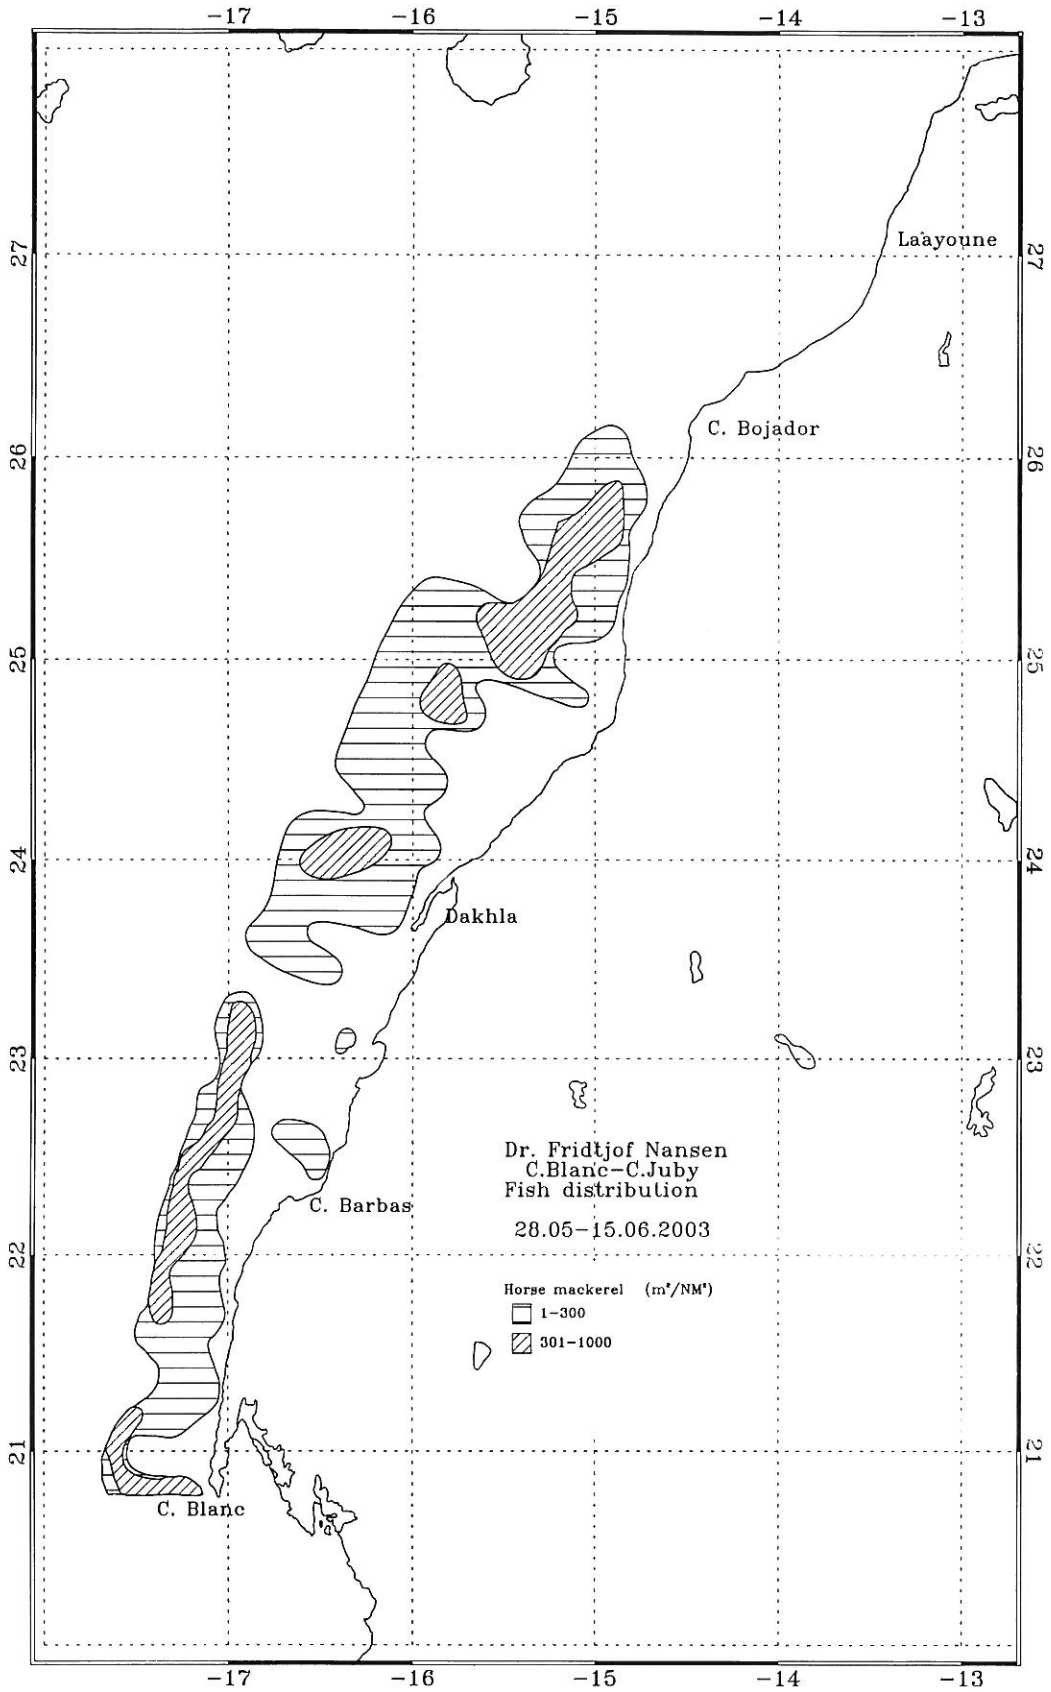 -17 -16 -15 -14 -13
27 27
Laayoune
C. Bojador
26 26
25 25
24 24
Dakhla
23 23
Dr. Fridtjof Nansen
C.Blanc-C.Juby
Fish distribution
C. Barbas
28.05-15.06.2003
22 22
Horse mackerel (m²/NM²)
1-300
301-1000
21 21
C. Blanc
-17 -16 -15 -14 -13